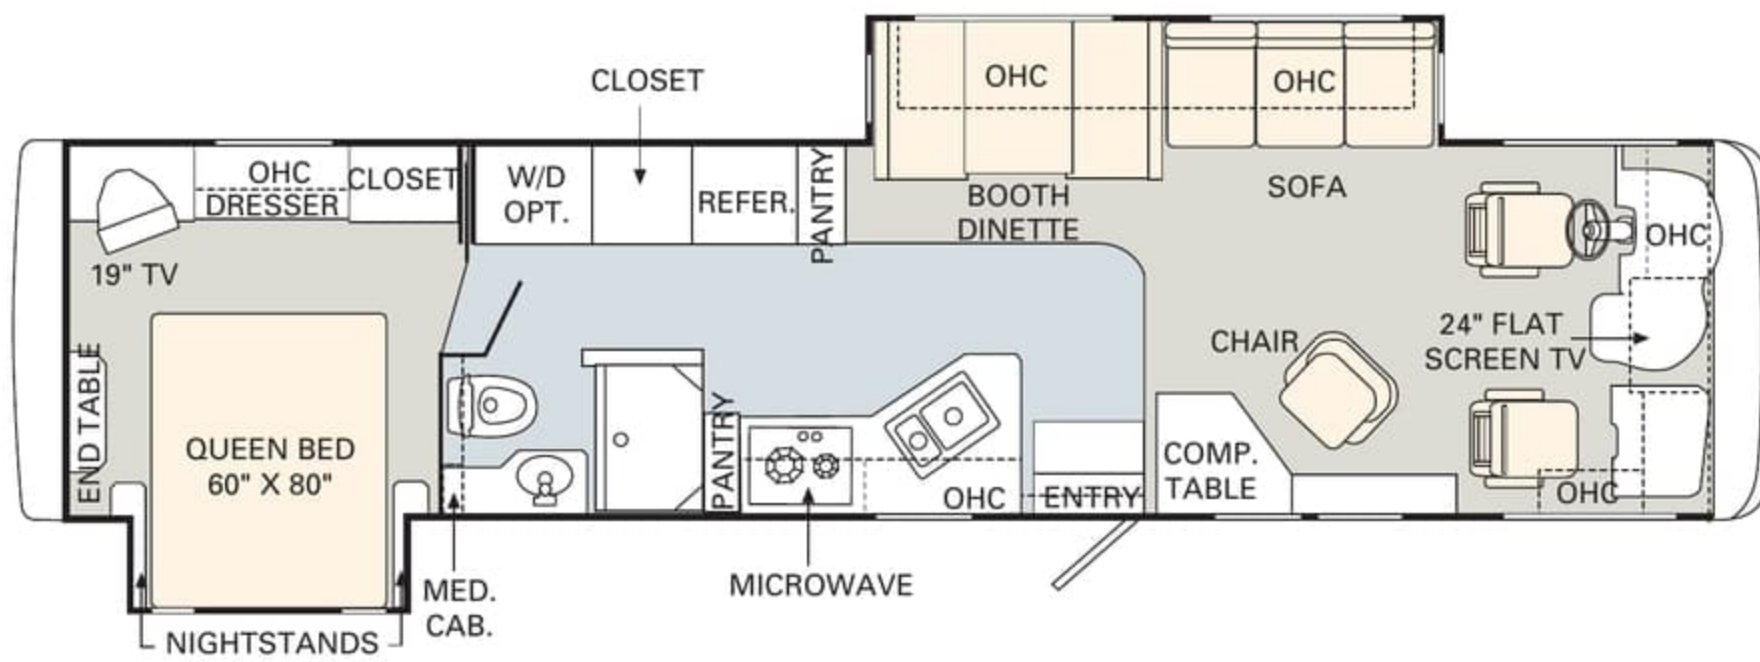 CLOSET
OHC
OHC
OHC
DRESSER
CLOSET
W/D
OPT.
REFER.
PANTRY
BOOTH
DINETTE
SOFA
OHC
19" TV
CHAIR
24" FLAT
SCREEN TV
END TABLE
QUEEN BED
60" X 80"
PANTRY
OHC
ENTRY
COMP.
TABLE
OHC
MED.
CAB.
MICROWAVE
NIGHTSTANDS